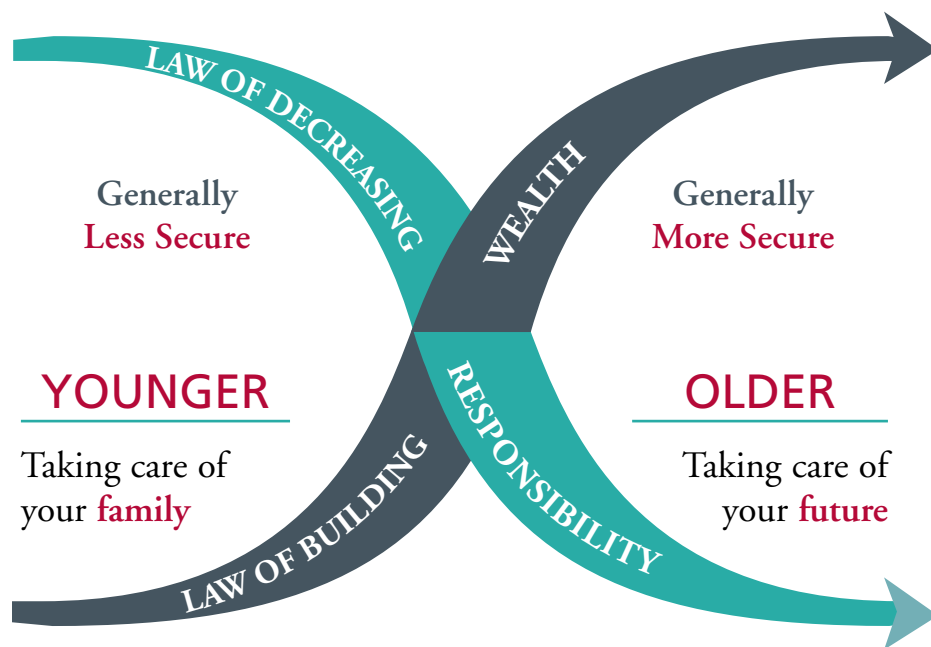 LAW OF DECREASING
RESPONSIBILITY
LAW OF BUILDING
WEALTH
Generally
Less Secure
Generally
More Secure
YOUNGER
Taking care of
your family
OLDER
Taking care of
your future